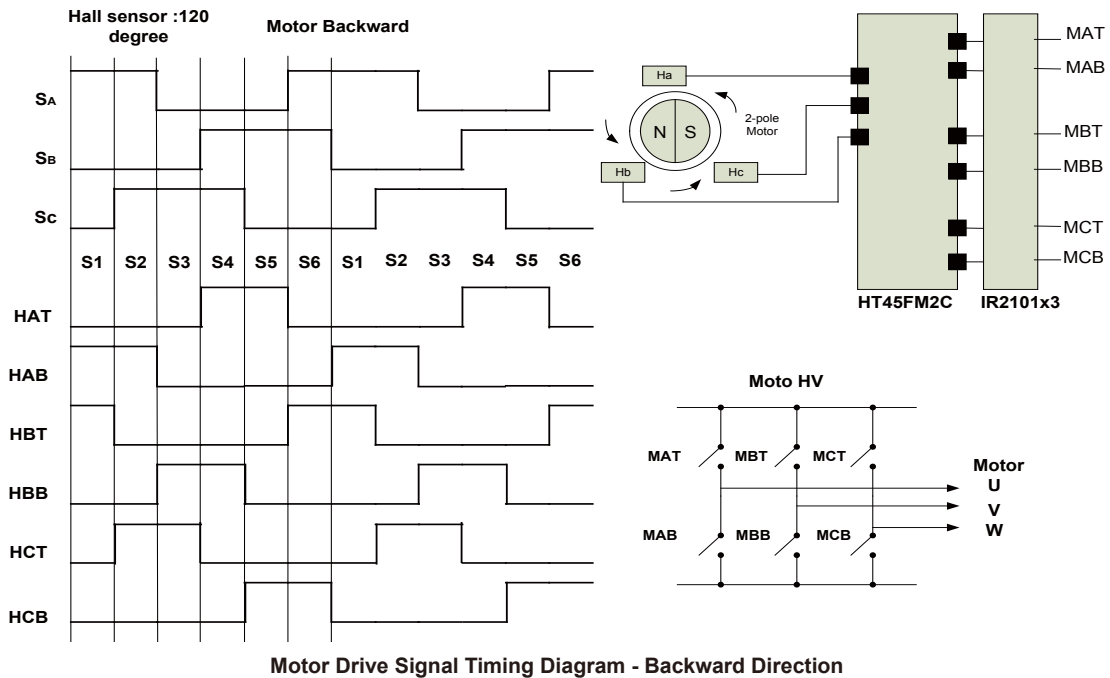 Hall sensor :120
degree
Motor Backward
SA
SB
Sc
S1 S2 S3 S4 S5 S6 S1 S2 S3 S4 S5 S6
HAT
HAB
HBT
HBB
HCT
HCB
Ha
N S
2-pole
Motor
Hb
Hc
MAT
MAB
MBT
MBB
MCT
MCB
HT45FM2C
IR2101x3
Moto HV
MAT
MBT
MCT
Motor
U
V
W
MAB
MBB
MCB
Motor Drive Signal Timing Diagram - Backward Direction